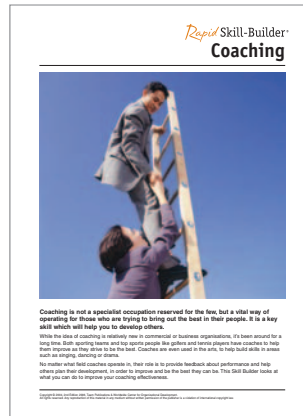 Rapid Skill-Builder
Coaching
Coaching is not a specialist occupation reserved for the few, but a vital way of
operating for those who are trying to bring out the best in their people. It is a key
skill which will help you to develop others.
While the idea of coaching is relatively new in commercial or business organisations, it's been around for a
long time. Both sporting teams and top sports people like golfers and tennis players have coaches to help
them improve as they strive to be the best. Coaches are even used in the arts, to help build skills in areas
such as singing, dancing or drama.
No matter what field coaches operate in, their role is to provide feedback about performance and help
others plan their development, in order to improve and be the best they can be. This Skill Builder looks at
what you can do to improve your coaching effectiveness.